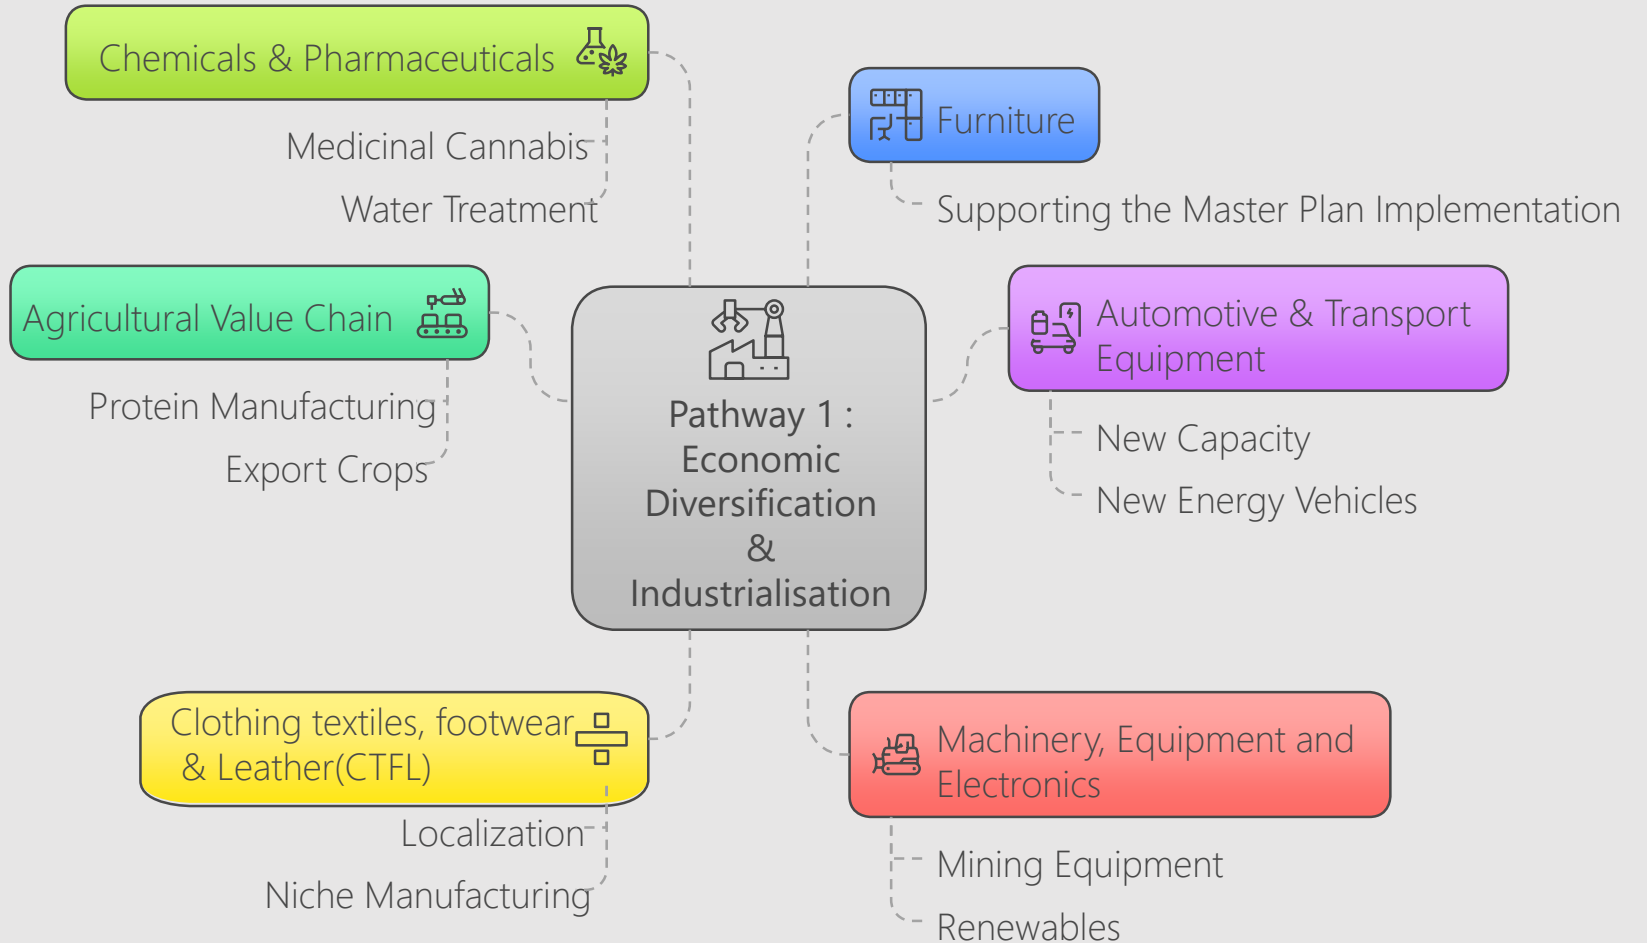 Chemicals & Pharmaceuticals
Medicinal Cannabis
Water Treatment
Furniture
Supporting the Master Plan Implementation
Agricultural Value Chain
Protein Manufacturing
Export Crops
Pathway 1 :
Economic
Diversification
&
Industrialisation
Automotive & Transport
Equipment
New Capacity
New Energy Vehicles
Clothing textiles, footwear
& Leather(CTFL)
Localization
Niche Manufacturing
Machinery, Equipment and
Electronics
Mining Equipment
Renewables